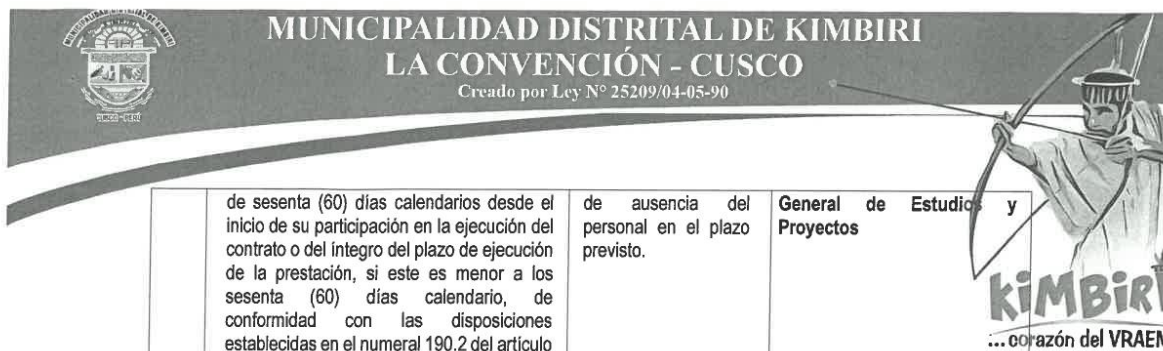 MUNICIPALIDAD DISTRITAL DE KIMBIRI
LA CONVENCIÓN - CUSCO
Creado por Ley N° 25209/04-05-90
CUSCO - PERÚ
de sesenta (60) días calendarios desde el
inicio de su participación en la ejecución del
contrato o del íntegro del plazo de ejecución
de la prestación, si este es menor a los
sesenta (60) días calendario, de
conformidad con las disposiciones
establecidas en el numeral 190.2 del artículo
de ausencia del
personal en el plazo
previsto.
General de Estudios y
Proyectos
KiMBiRi
... corazón del VRAEM